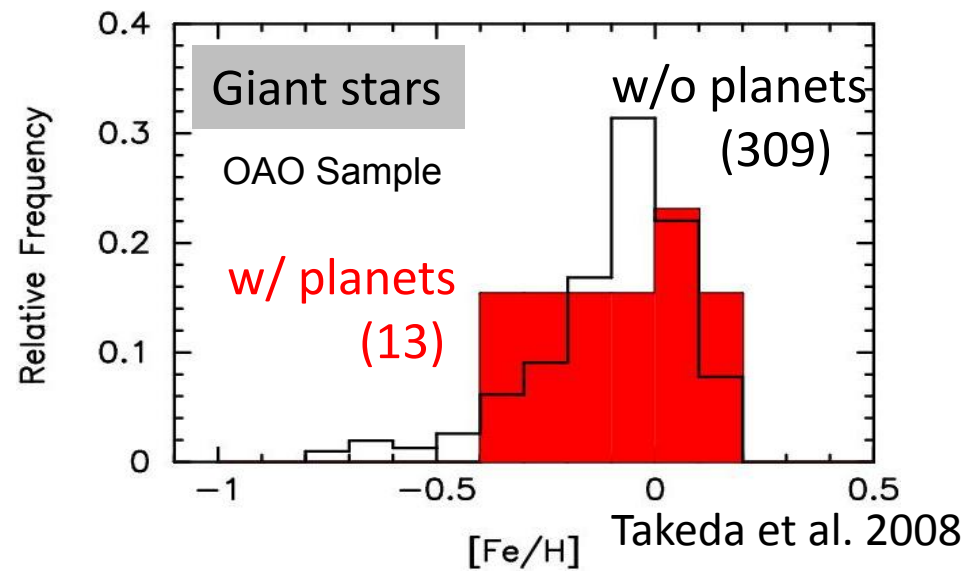 0.4
0.3
0.2
0.1
0
Relative Frequency
Giant stars
OAO Sample
w/o planets
(309)
w/ planets
(13)
−1
−0.5
0
0.5
[Fe/H]
Takeda et al. 2008